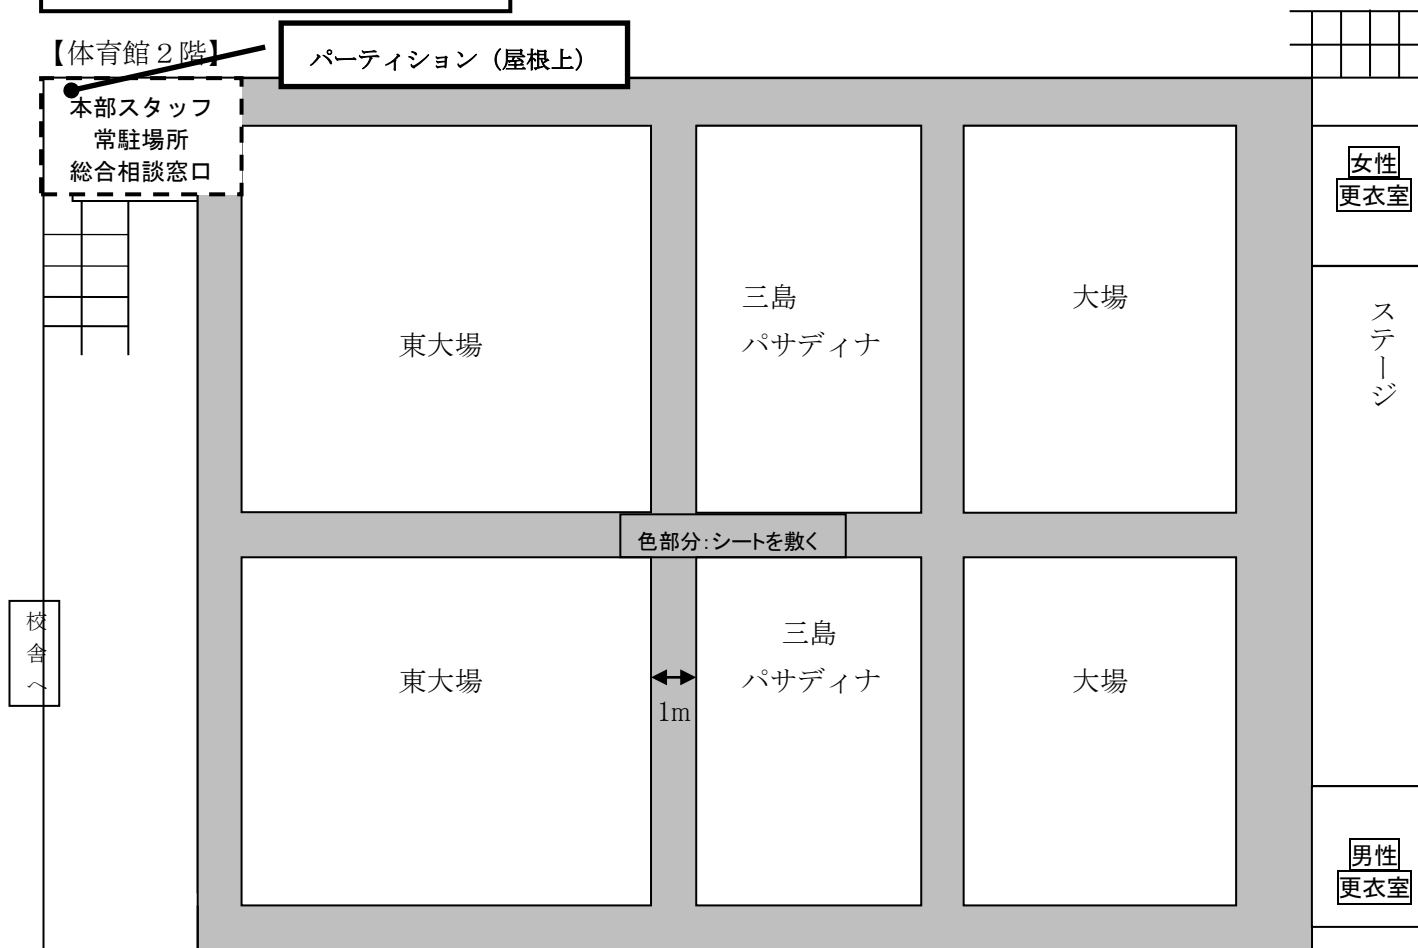 【体育館２階】
パーティション（屋根上）
本部スタッフ
常駐場所
総合相談窓口
女性
更衣室
三島
パサディナ
大場
東大場
ステージ
色部分：シートを敷く
校舎へ
三島
パサディナ
東大場
大場
1m
男性
更衣室